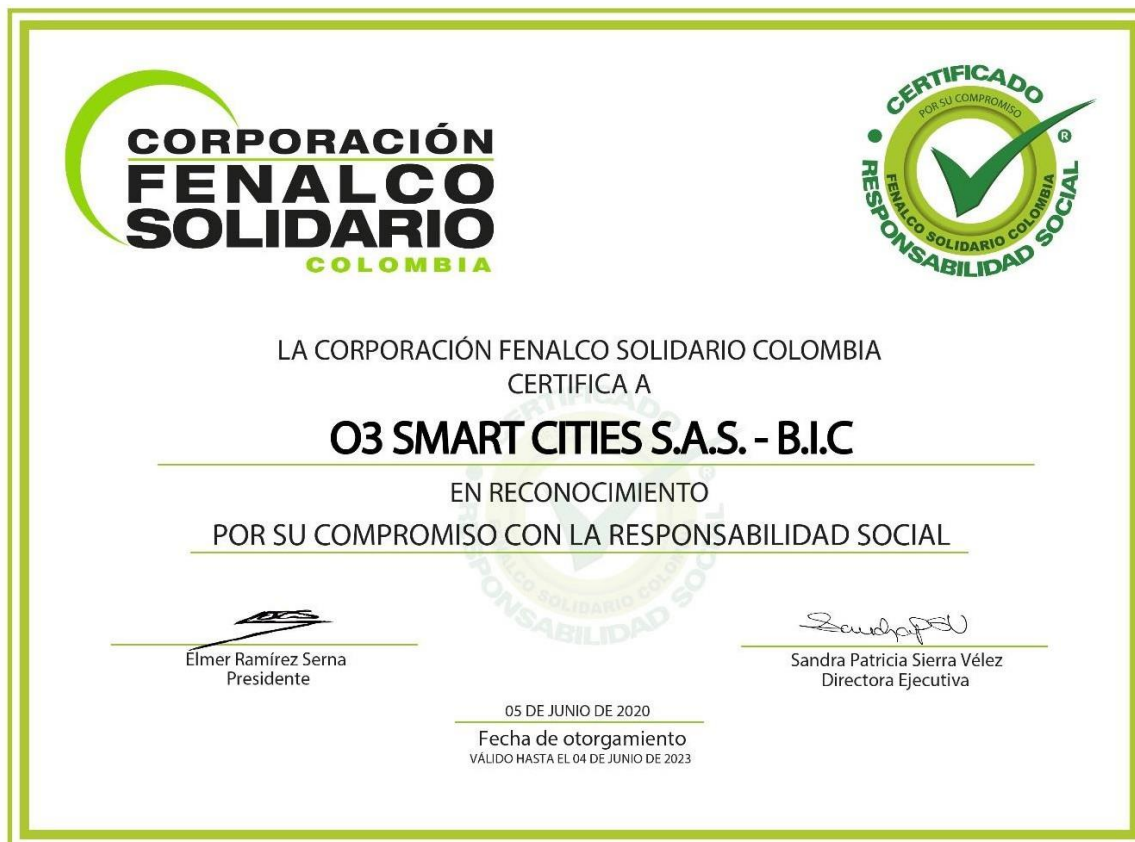 CORPORACIÓN
FENALCO
SOLIDARIO
COLOMBIA
CERTIFICADO
POR SU COMPROMISO
®
FENALCO SOLIDARIO COLOMBIA
RESPONSABILIDAD SOCIAL
LA CORPORACIÓN FENALCO SOLIDARIO COLOMBIA
CERTIFICA A
O3 SMART CITIES S.A.S. - B.I.C
EN RECONOCIMIENTO
POR SU COMPROMISO CON LA RESPONSABILIDAD SOCIAL
Elmer Ramírez Serna
Presidente
Sandra Patricia Sierra Vélez
Directora Ejecutiva
05 DE JUNIO DE 2020
Fecha de otorgamiento
VÁLIDO HASTA EL 04 DE JUNIO DE 2023